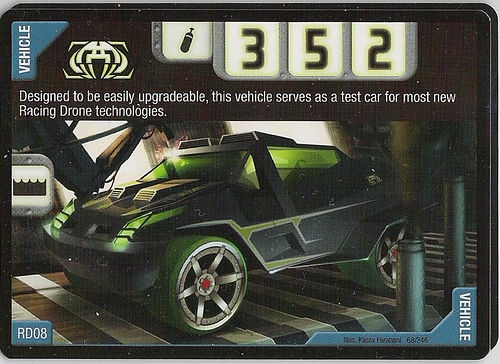 VEHICLE
3 5 2
Designed to be easily upgradeable, this vehicle serves as a test car for most new
Racing Drone technologies.
RD08
Illus. Kasra Farahani 68/246
VEHICLE